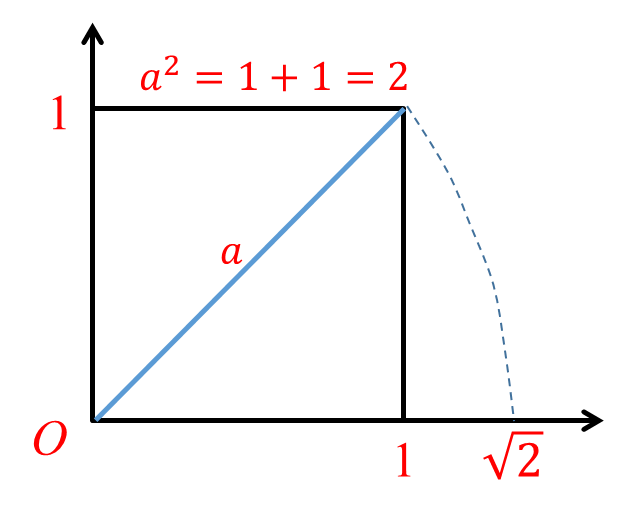 a² = 1 + 1 = 2
1
a
O
1
√2